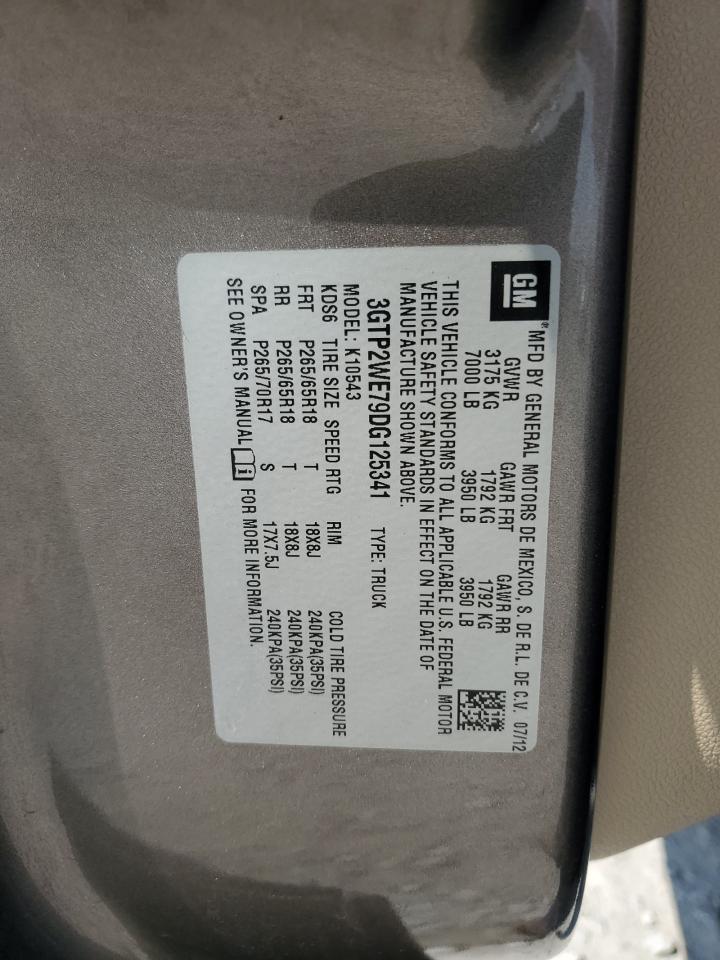 GM® MFD BY GENERAL MOTORS DE MEXICO, S. DE R.L. DE C.V. 07/12
GVWR GAWR FRT GAWR RR
3175 KG 1792 KG 1792 KG
7000 LB 3950 LB 3950 LB
THIS VEHICLE CONFORMS TO ALL APPLICABLE U.S. FEDERAL MOTOR
VEHICLE SAFETY STANDARDS IN EFFECT ON THE DATE OF
MANUFACTURE SHOWN ABOVE.
3GTP2WE79DG125341 TYPE: TRUCK
MODEL: K10543
KDS6 TIRE SIZE SPEED RTG RIM COLD TIRE PRESSURE
FRT P265/65R18 T 18X8J 240KPA(35PSI)
RR P265/65R18 T 18X8J 240KPA(35PSI)
SPA P265/70R17 S 17X7.5J 240KPA(35PSI)
SEE OWNER'S MANUAL i FOR MORE INFORMATION.